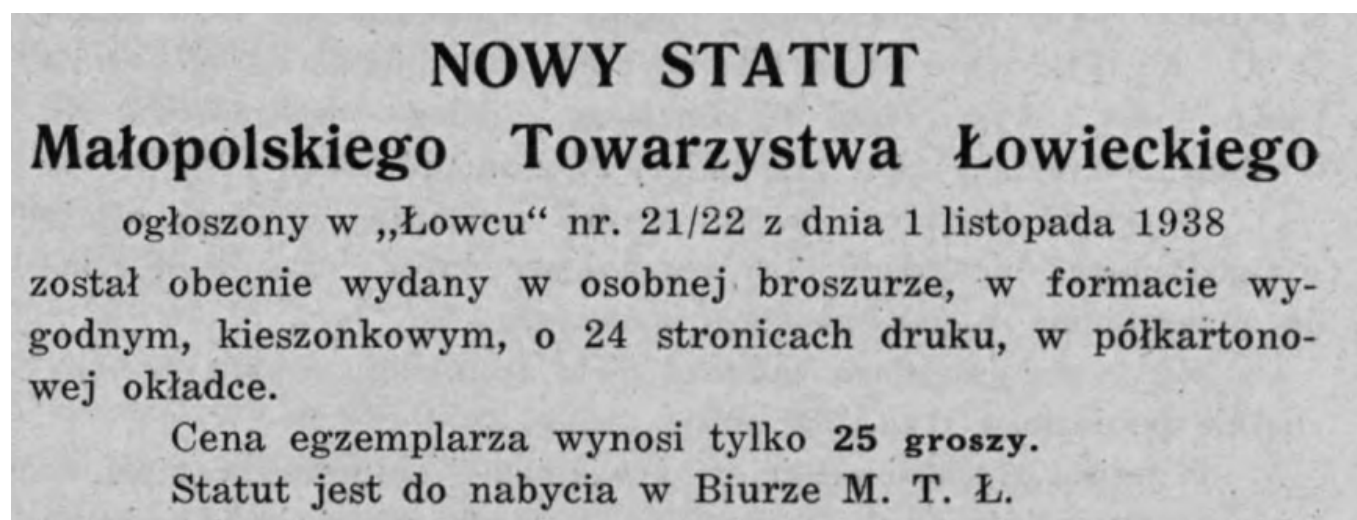 NOWY STATUT
Małopolskiego Towarzystwa Łowieckiego
ogłoszony w „Łowcu“ nr. 21/22 z dnia 1 listopada 1938
został obecnie wydany w osobnej broszurze, w formacie wy-
godnym, kieszonkowym, o 24 stronicach druku, w półkartono-
wej okładce.
Cena egzemplarza wynosi tylko 25 groszy.
Statut jest do nabycia w Biurze M. T. Ł.